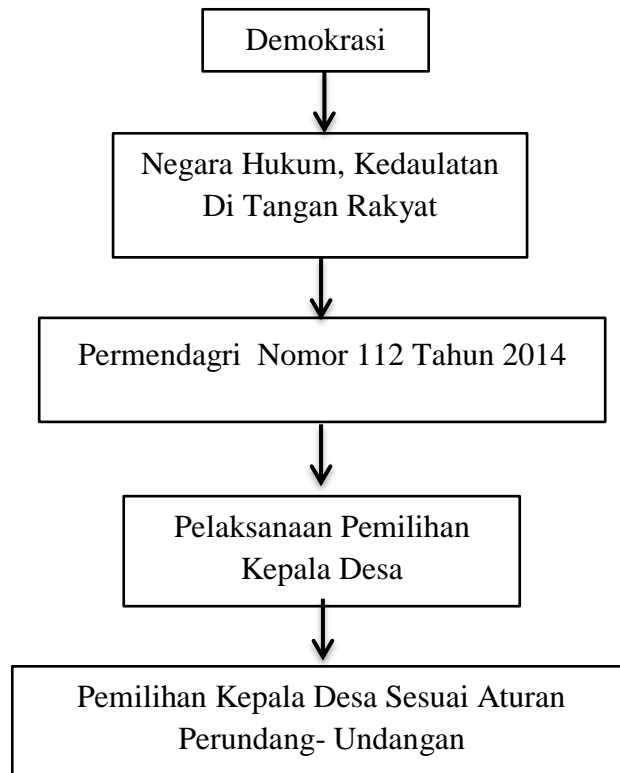 Demokrasi
Negara Hukum, Kedaulatan
Di Tangan Rakyat
Permendagri  Nomor 112 Tahun 2014
Pelaksanaan Pemilihan
Kepala Desa
Pemilihan Kepala Desa Sesuai Aturan
Perundang- Undangan